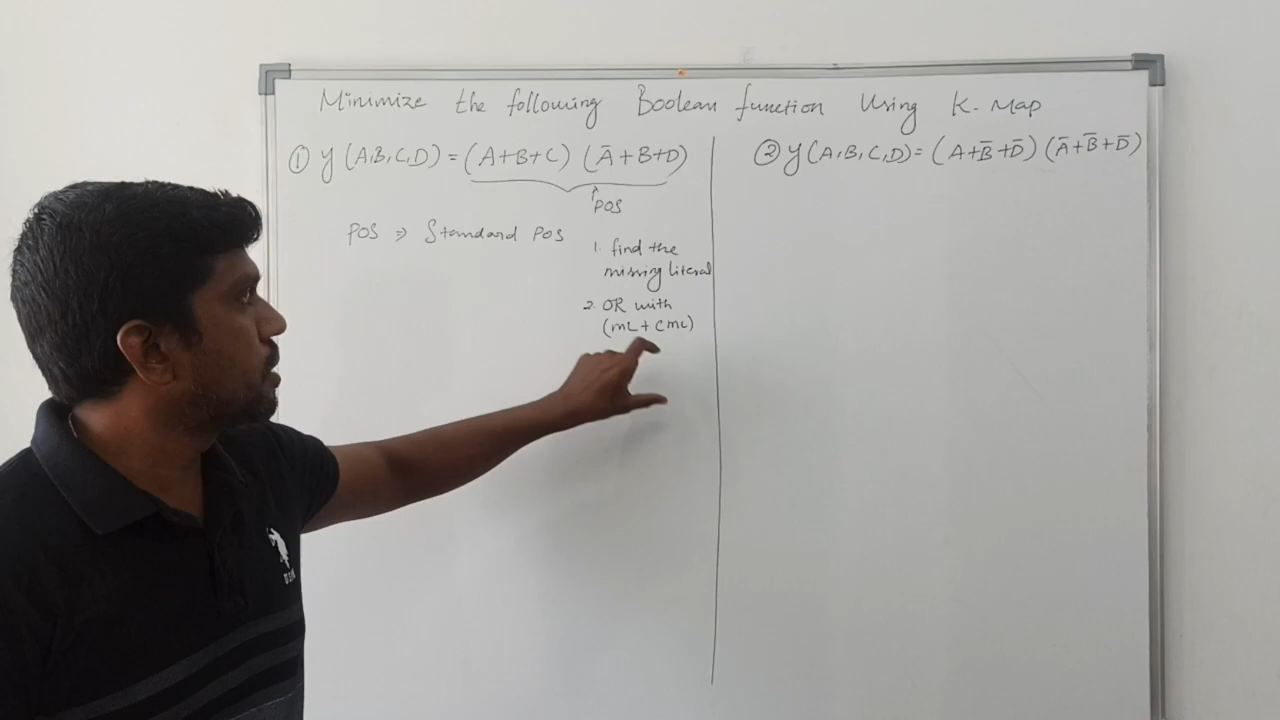 Minimize the following Boolean function Using K-Map
① Y (A,B,C,D) = (A+B+C) (Ā+B+D)
POS
POS ⇒ Standard POS
1. find the
missing literal
2. OR with
(ML + CML)
② Y (A,B,C,D) = (A+B̄+D̄) (Ā+B̄+D̄)